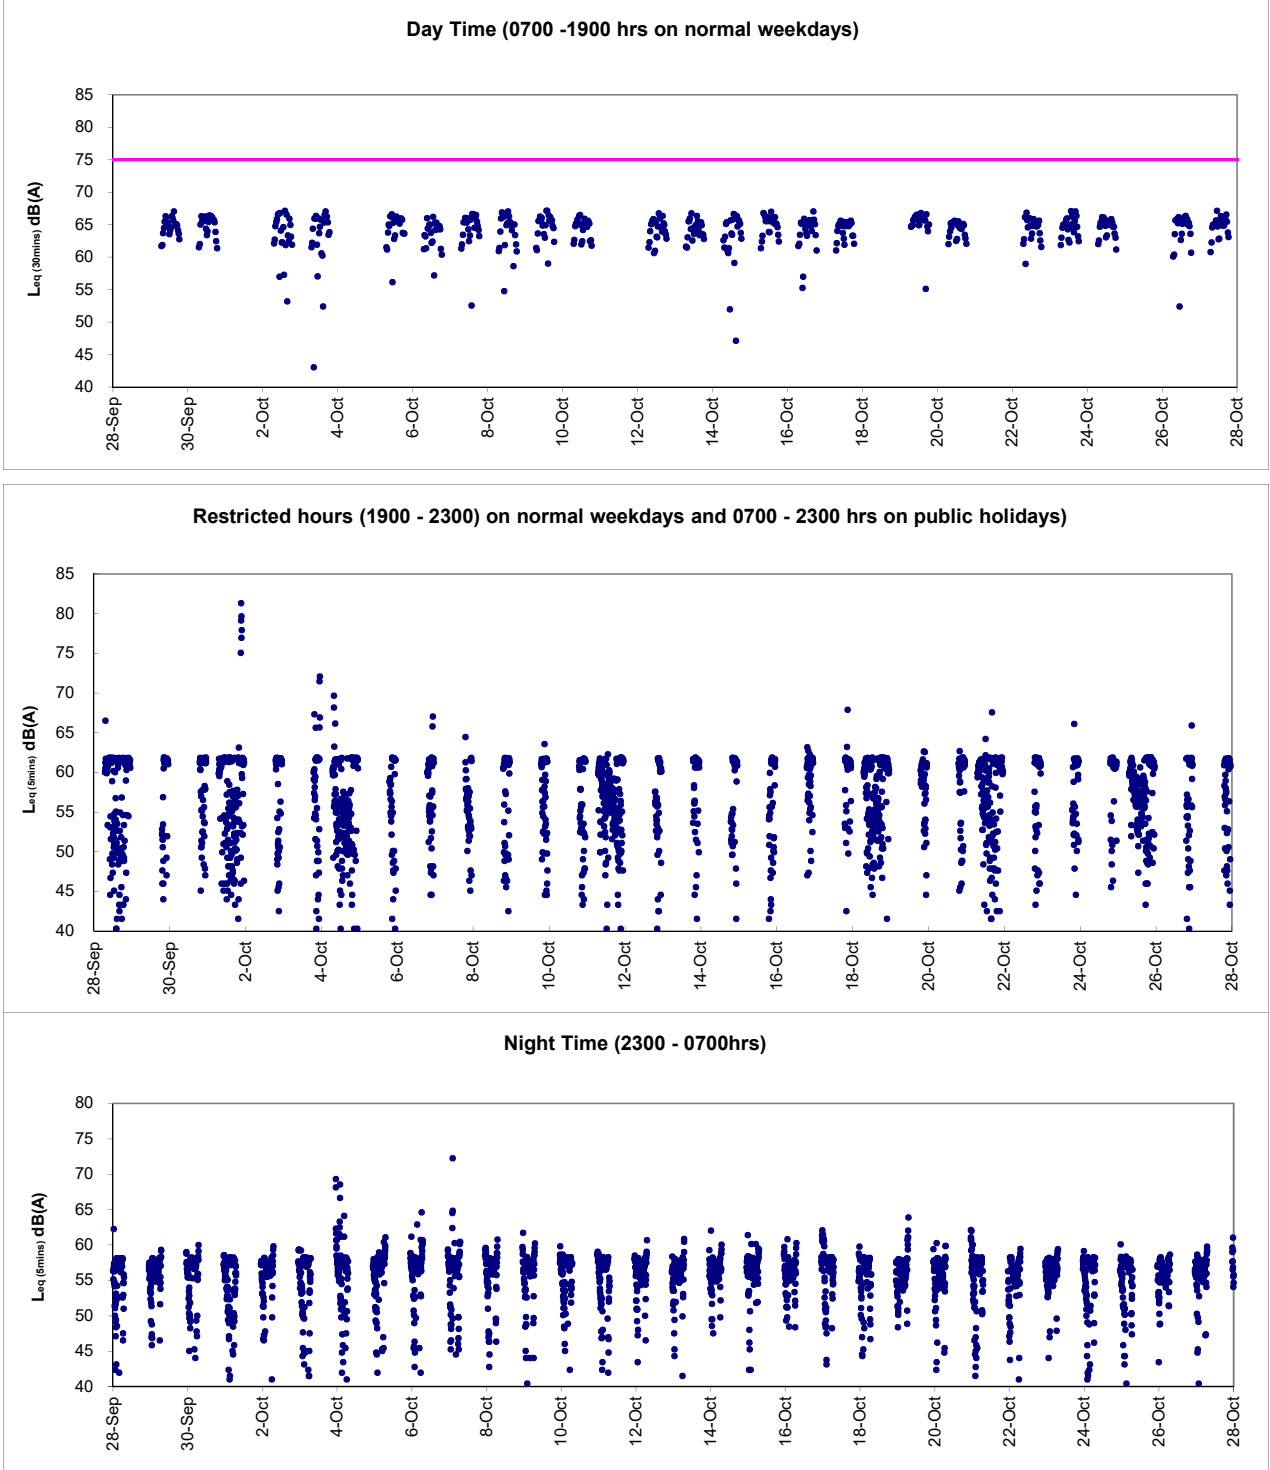 Day Time (0700 -1900 hrs on normal weekdays)
Leq (30mins) dB(A)
85
80
75
70
65
60
55
50
45
40
28-Sep
30-Sep
2-Oct
4-Oct
6-Oct
8-Oct
10-Oct
12-Oct
14-Oct
16-Oct
18-Oct
20-Oct
22-Oct
24-Oct
26-Oct
28-Oct
Restricted hours (1900 - 2300) on normal weekdays and 0700 - 2300 hrs on public holidays)
Leq (5mins) dB(A)
85
80
75
70
65
60
55
50
45
40
28-Sep
30-Sep
2-Oct
4-Oct
6-Oct
8-Oct
10-Oct
12-Oct
14-Oct
16-Oct
18-Oct
20-Oct
22-Oct
24-Oct
26-Oct
28-Oct
Night Time (2300 - 0700hrs)
Leq (5mins) dB(A)
80
75
70
65
60
55
50
45
40
28-Sep
30-Sep
2-Oct
4-Oct
6-Oct
8-Oct
10-Oct
12-Oct
14-Oct
16-Oct
18-Oct
20-Oct
22-Oct
24-Oct
26-Oct
28-Oct